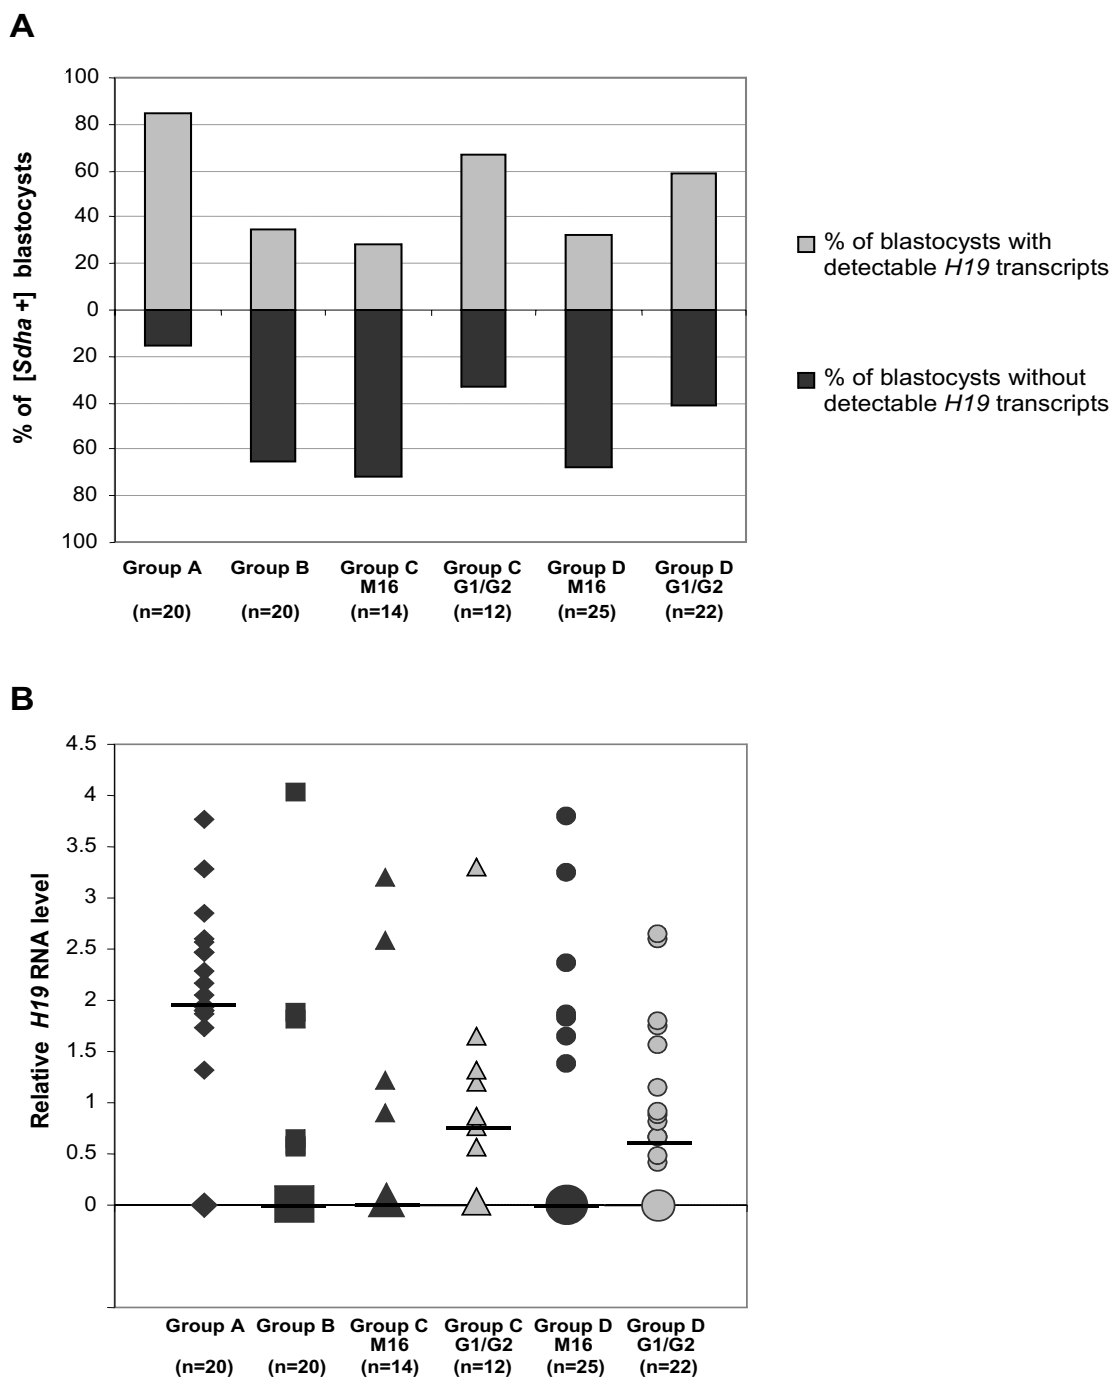 A
% of [Sdha +] blastocysts
100
80
60
40
20
0
20
40
60
80
100
Group A
(n=20)
Group B
(n=20)
Group C
M16
(n=14)
Group C
G1/G2
(n=12)
Group D
M16
(n=25)
Group D
G1/G2
(n=22)
% of blastocysts with
detectable H19 transcripts
% of blastocysts without
detectable H19 transcripts
B
Relative H19 RNA level
4.5
4
3.5
3
2.5
2
1.5
1
0.5
0
Group A
(n=20)
Group B
(n=20)
Group C
M16
(n=14)
Group C
G1/G2
(n=12)
Group D
M16
(n=25)
Group D
G1/G2
(n=22)